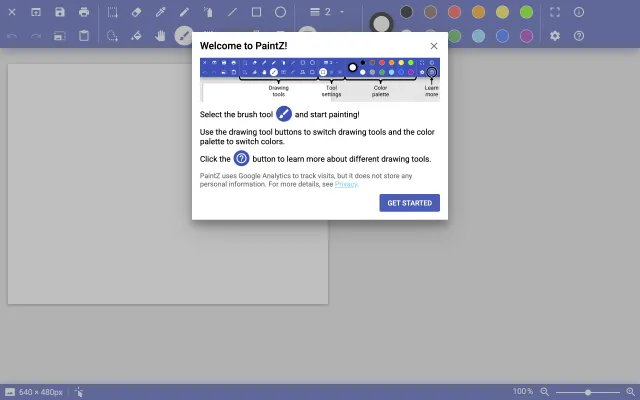 2
Welcome to PaintZ!
Drawing tools
Tool settings
Color palette
Learn more
Select the brush tool and start painting!
Use the drawing tool buttons to switch drawing tools and the color
palette to switch colors.
Click the button to learn more about different drawing tools.
PaintZ uses Google Analytics to track visits, but it does not store any
personal information. For more details, see Privacy.
GET STARTED
640 × 480px
100%